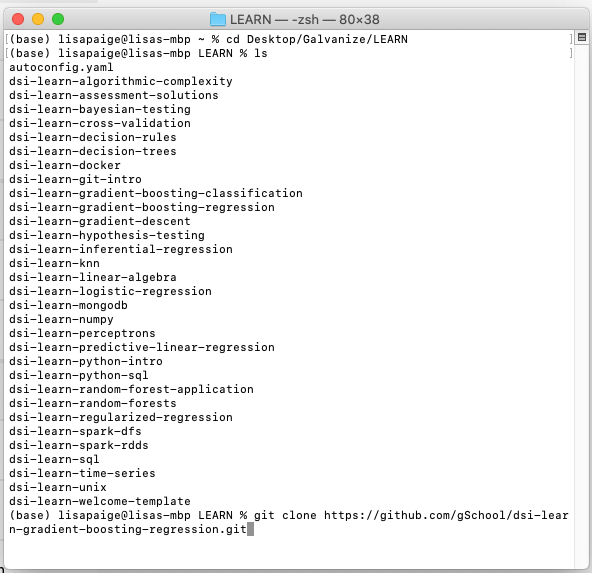 LEARN — -zsh — 80×38
[(base) lisapaige@lisas-mbp ~ % cd Desktop/Galvanize/LEARN ]
[(base) lisapaige@lisas-mbp LEARN % ls ]
autoconfig.yaml
dsi-learn-algorithmic-complexity
dsi-learn-assessment-solutions
dsi-learn-bayesian-testing
dsi-learn-cross-validation
dsi-learn-decision-rules
dsi-learn-decision-trees
dsi-learn-docker
dsi-learn-git-intro
dsi-learn-gradient-boosting-classification
dsi-learn-gradient-boosting-regression
dsi-learn-gradient-descent
dsi-learn-hypothesis-testing
dsi-learn-inferential-regression
dsi-learn-knn
dsi-learn-linear-algebra
dsi-learn-logistic-regression
dsi-learn-mongodb
dsi-learn-numpy
dsi-learn-perceptrons
dsi-learn-predictive-linear-regression
dsi-learn-python-intro
dsi-learn-python-sql
dsi-learn-random-forest-application
dsi-learn-random-forests
dsi-learn-regularized-regression
dsi-learn-spark-dfs
dsi-learn-spark-rdds
dsi-learn-sql
dsi-learn-time-series
dsi-learn-unix
dsi-learn-welcome-template
(base) lisapaige@lisas-mbp LEARN % git clone https://github.com/gSchool/dsi-lear
n-gradient-boosting-regression.git